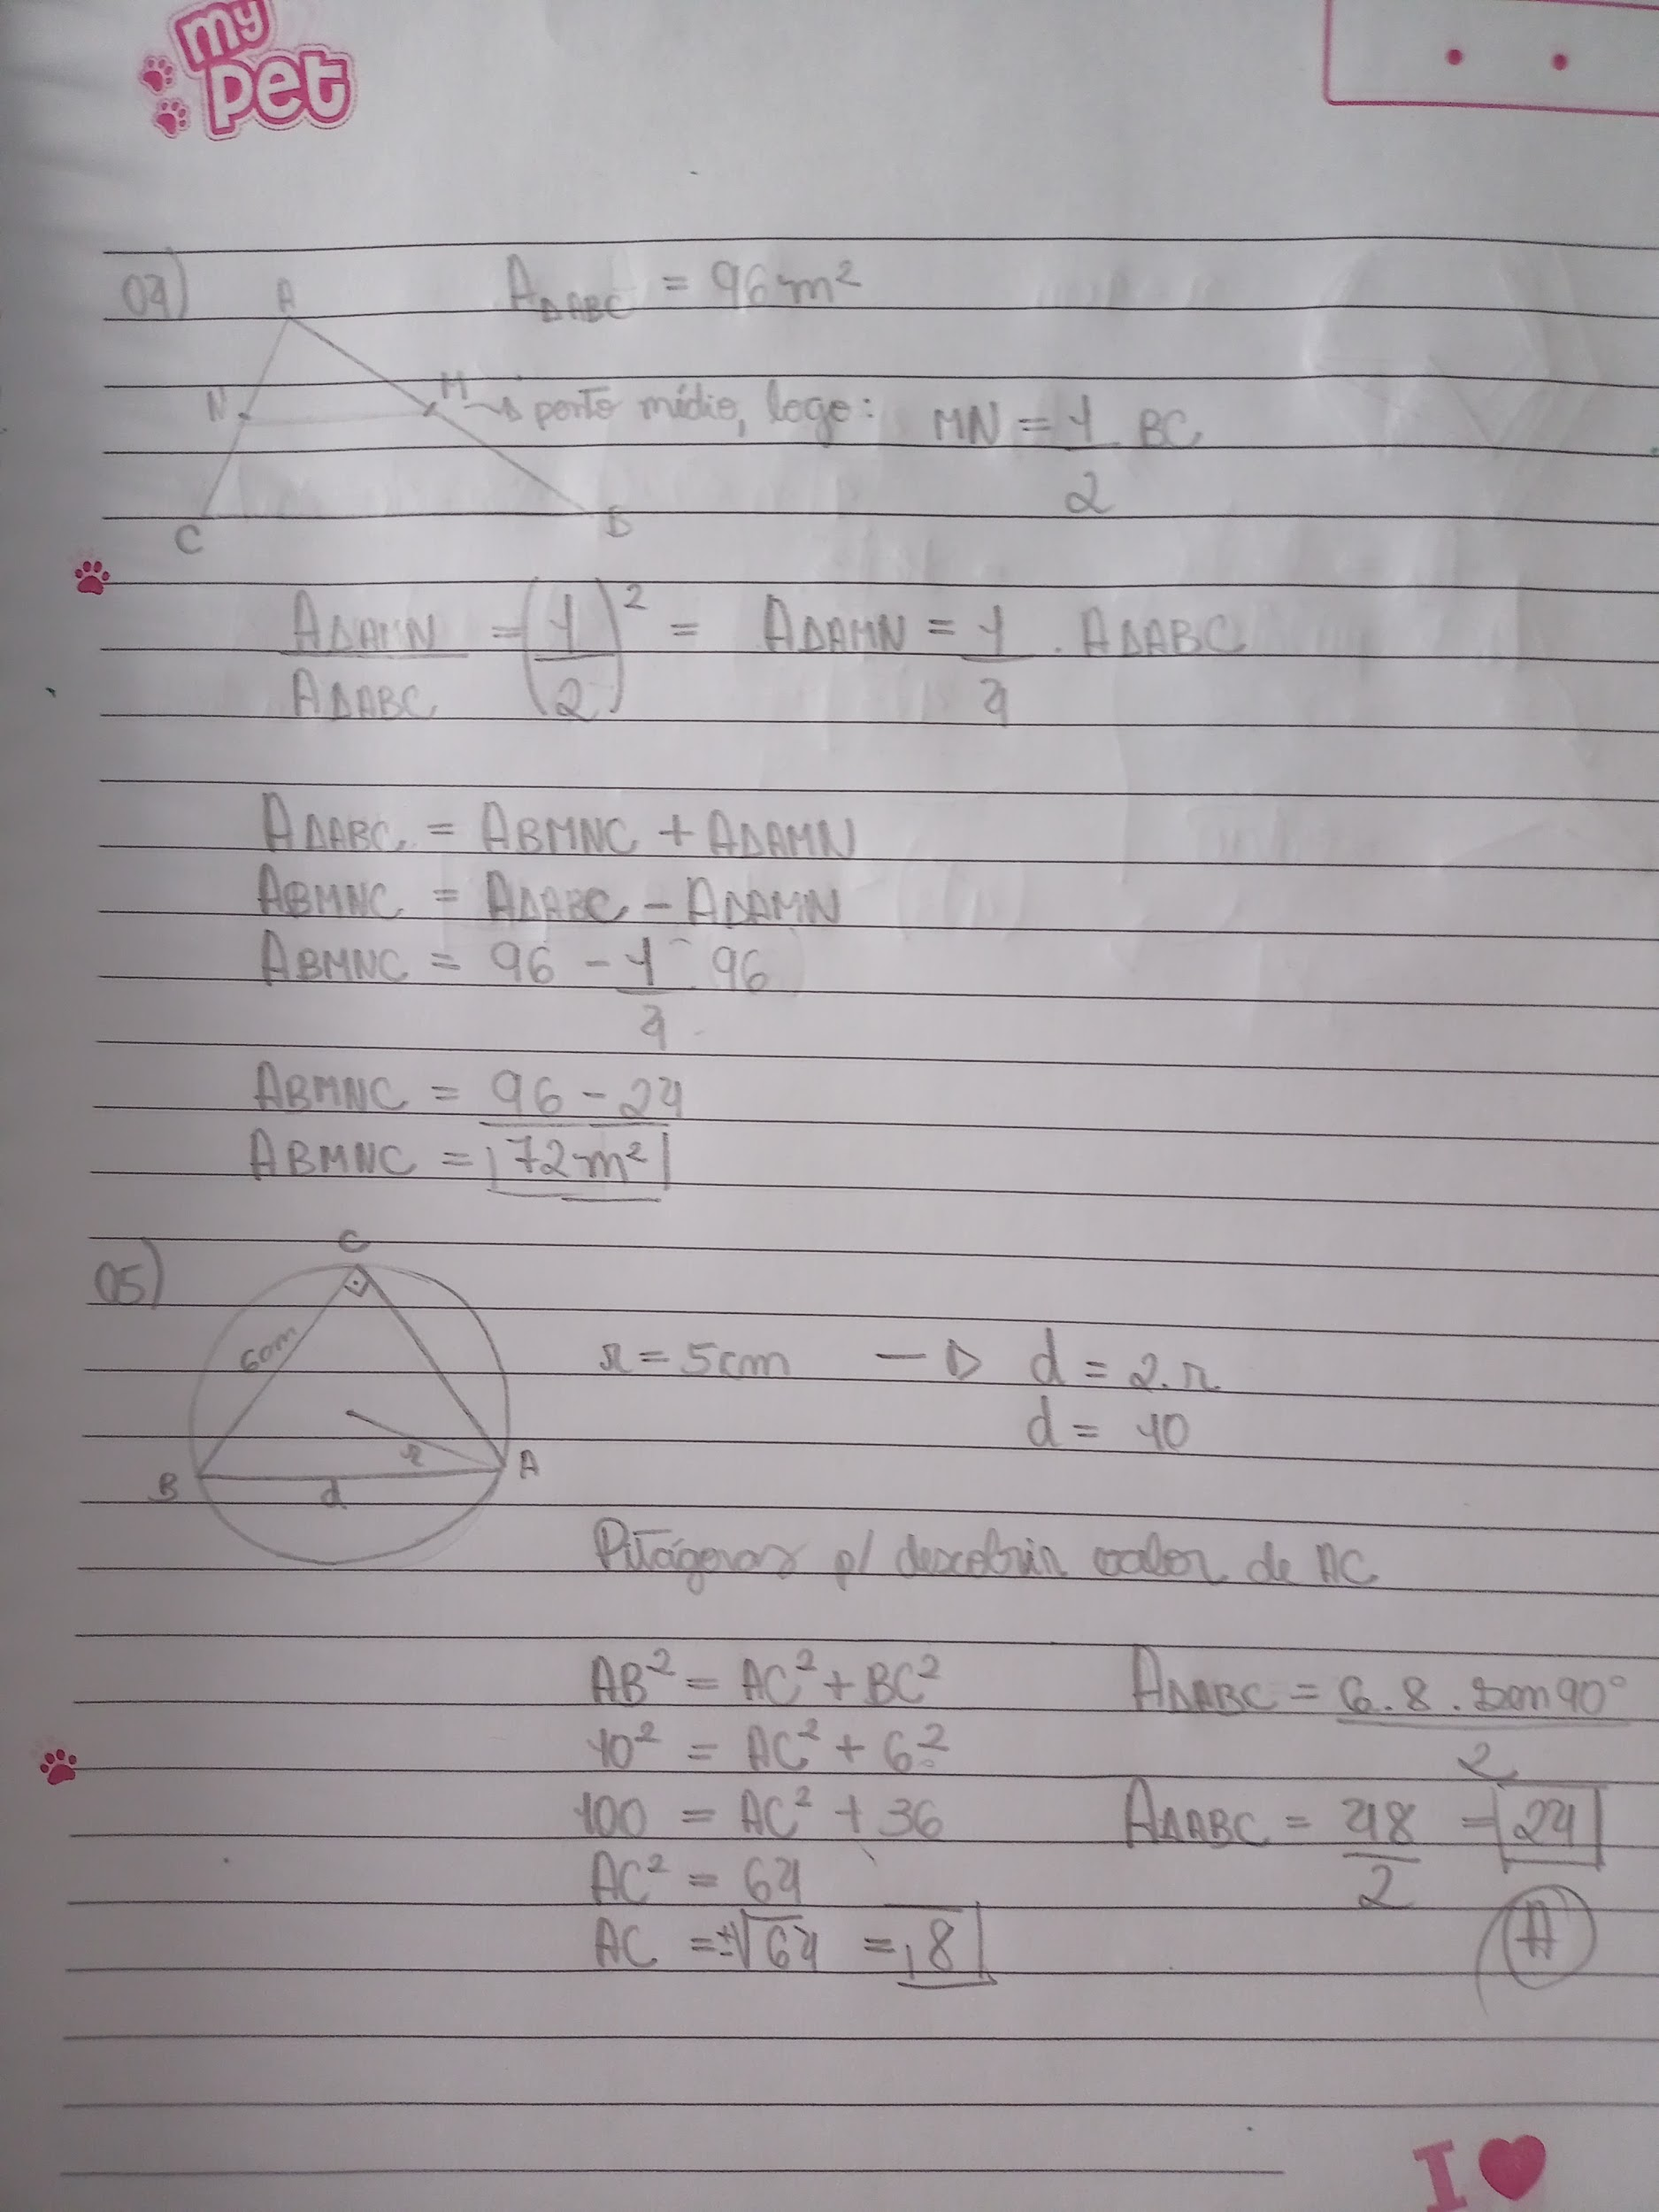 my
pet
04)
A
A∆ABC = 96m²
N
M → ponto médio, logo: MN = 1/2 BC
C
B
A∆AMN/A∆ABC = (1/2)² = A∆AMN = 1/4 . A∆ABC
A∆ABC = ABMNC + A∆AMN
ABMNC = A∆ABC - A∆AMN
ABMNC = 96 - 1/4 96
ABMNC = 96 - 24
ABMNC = 72m²
05)
C
6cm
r = 5cm → d = 2.r
d = 10
r
B
A
d
Pitágoras p/ descobrir valor de AC
AB² = AC² + BC²
A∆ABC = 6.8.sen90°/2
10² = AC² + 6²
100 = AC² + 36
A∆ABC = 48/2 = 24
AC² = 64
AC = ±√64 = 8
A
I ♥